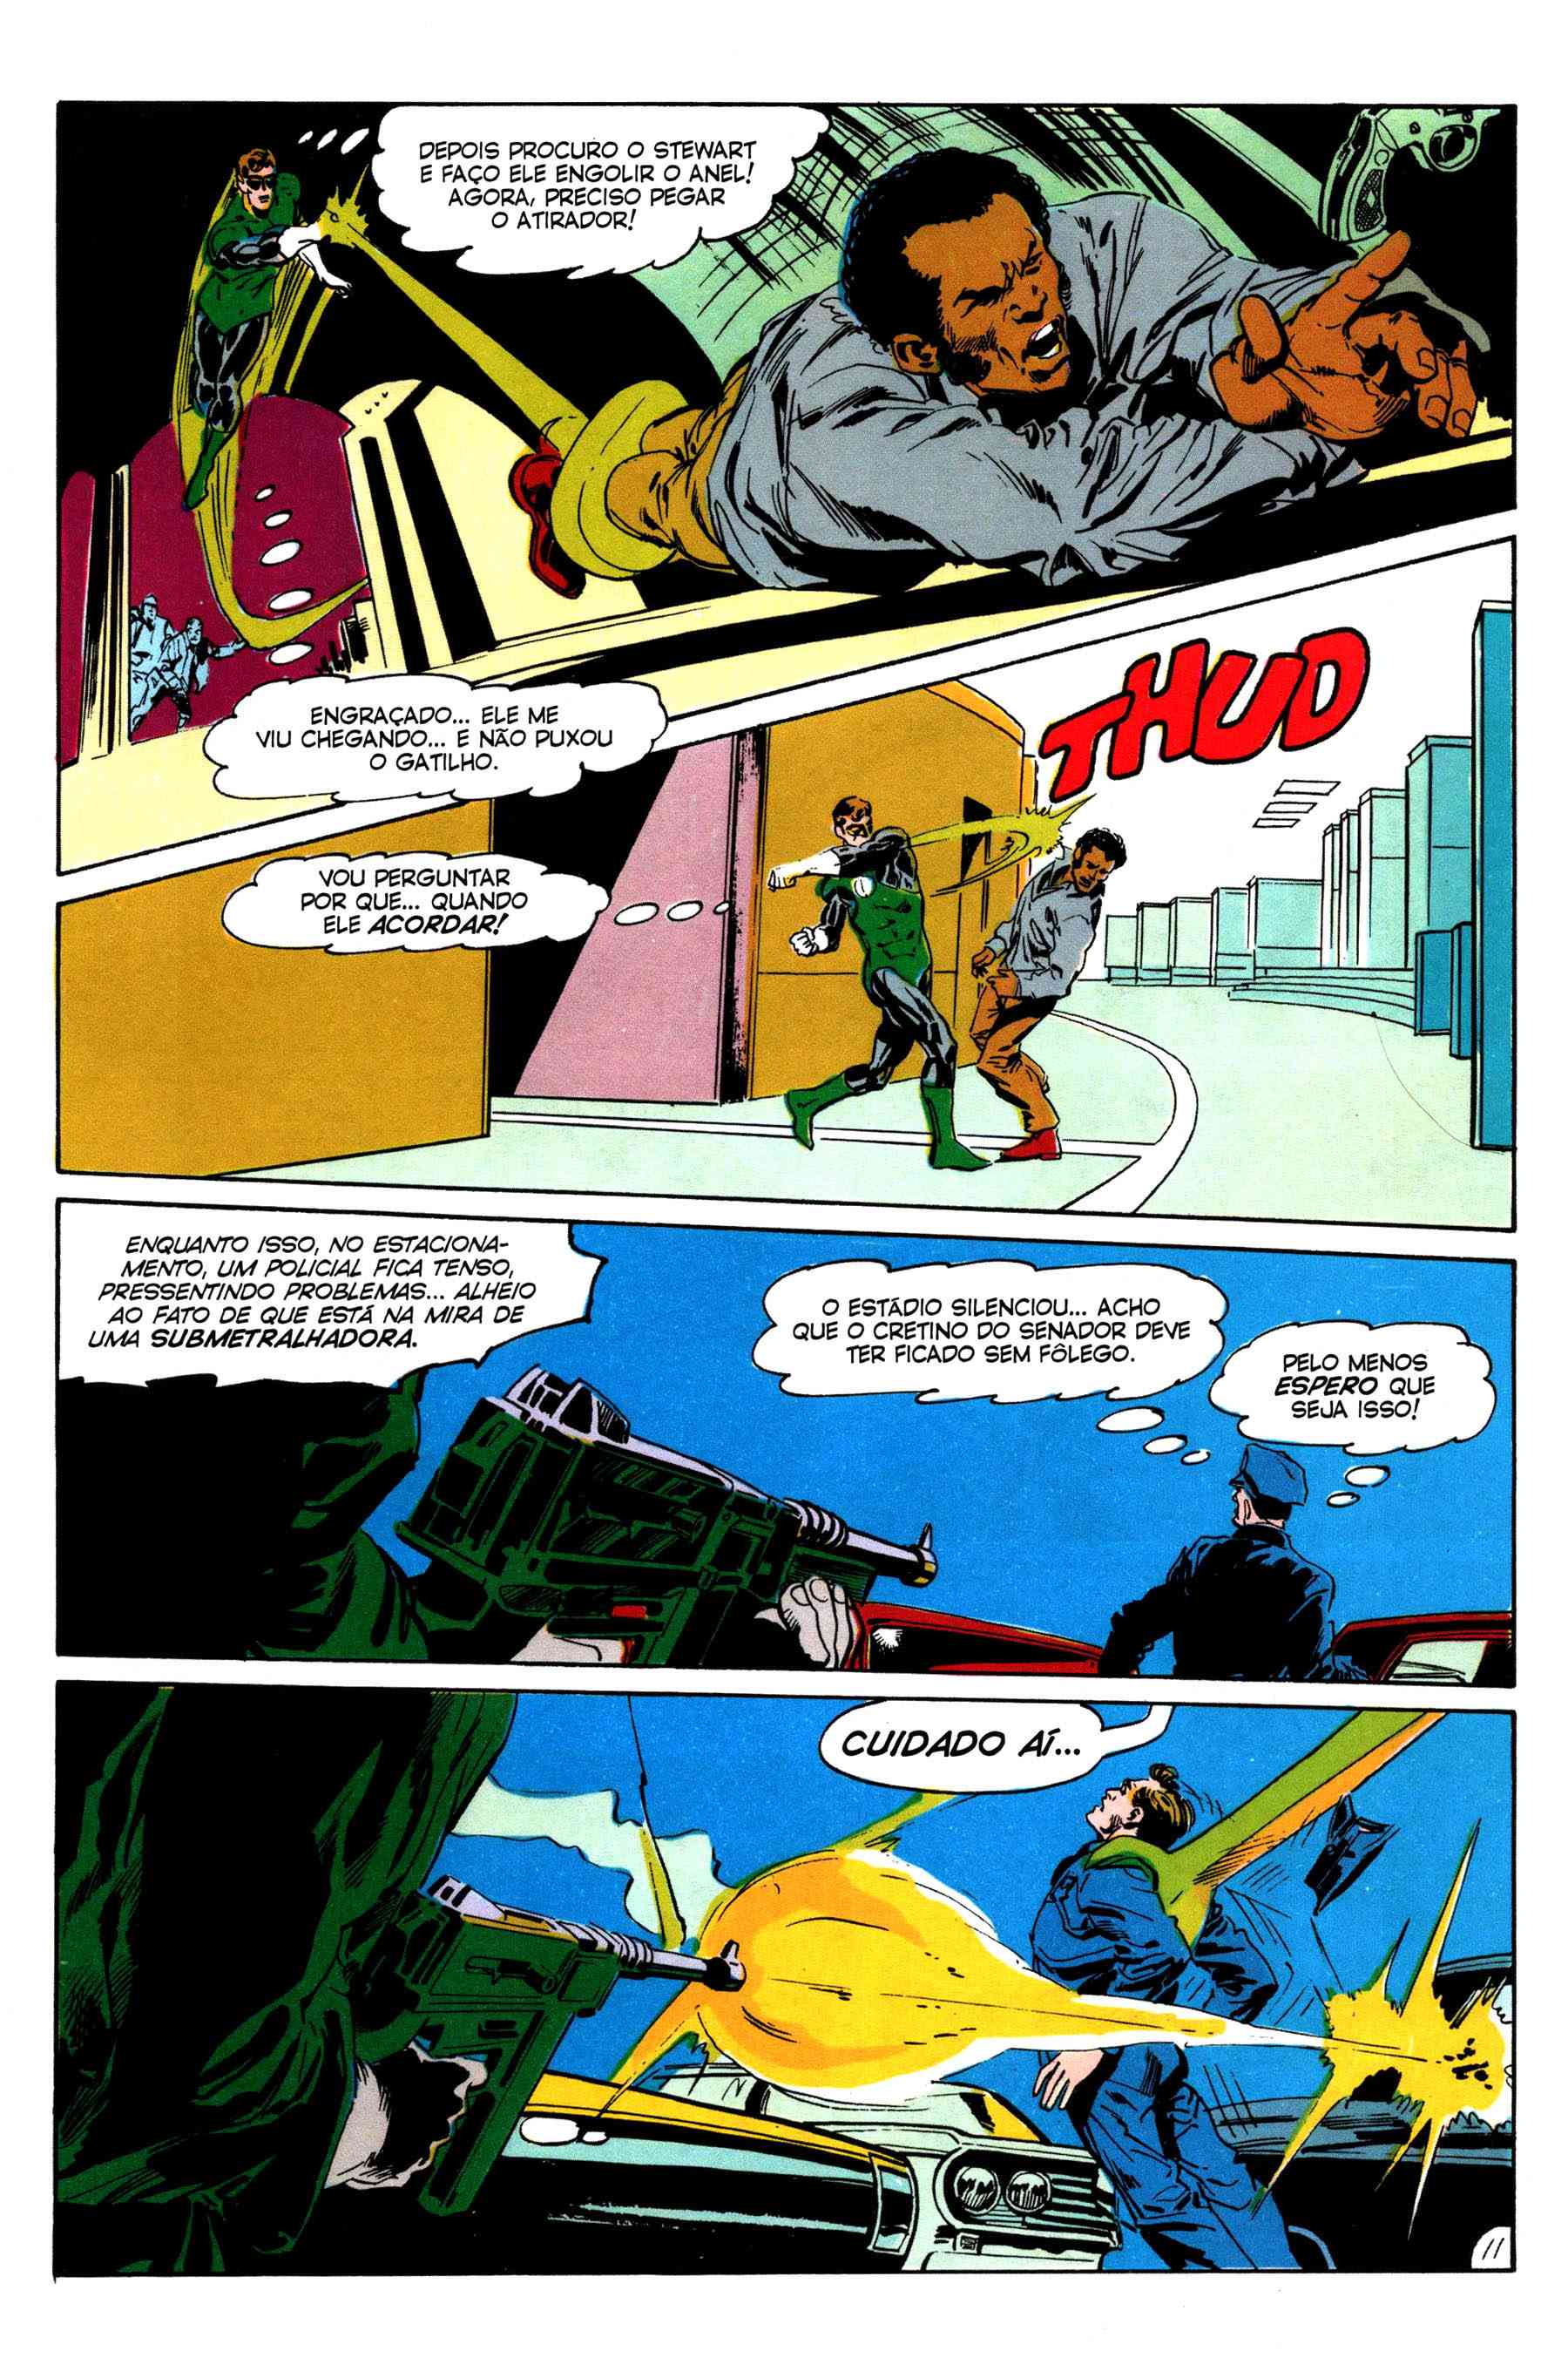 DEPOIS PROCURO O STEWART
E FAÇO ELE ENGOLIR O ANEL!
AGORA, PRECISO PEGAR
O ATIRADOR!
ENGRAÇADO... ELE ME
VIU CHEGANDO... E NÃO PUXOU
O GATILHO.
THUD
VOU PERGUNTAR
POR QUE... QUANDO
ELE ACORDAR!
ENQUANTO ISSO, NO ESTACIONA-
MENTO, UM POLICIAL FICA TENSO,
PRESSENTINDO PROBLEMAS... ALHEIO
AO FATO DE QUE ESTÁ NA MIRA DE
UMA SUBMETRALHADORA.
O ESTÁDIO SILENCIOU... ACHO
QUE O CRETINO DO SENADOR DEVE
TER FICADO SEM FÔLEGO.
PELO MENOS
ESPERO QUE
SEJA ISSO!
CUIDADO AÍ...
11